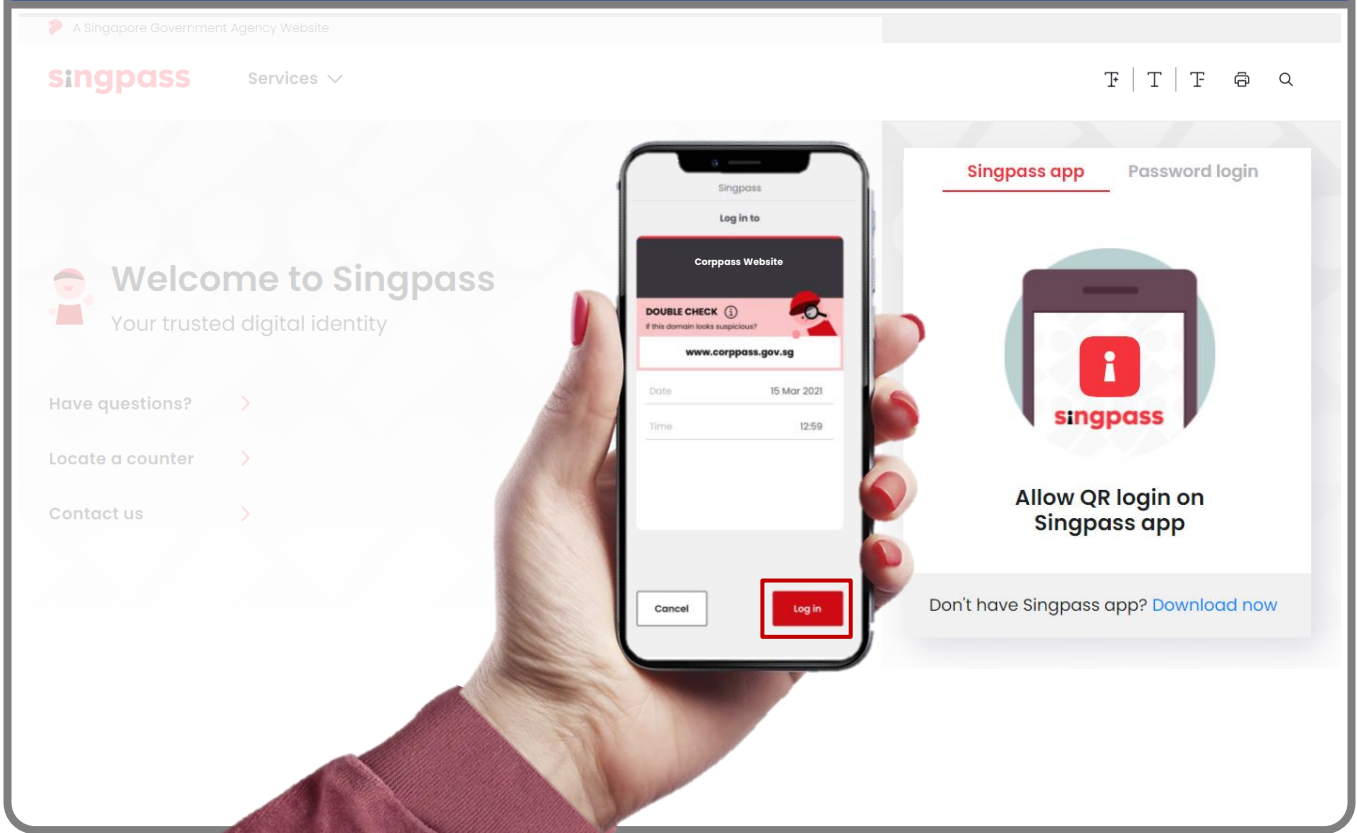 A Singapore Government Agency Website
singpass
Services
T+ T T-
Welcome to Singpass
Your trusted digital identity
Have questions?
Locate a counter
Contact us
Singpass
Log in to
Corppass Website
DOUBLE CHECK i
If this domain looks suspicious?
www.corppass.gov.sg
Date 15 Mar 2021
Time 12:59
Cancel Log in
Singpass app Password login
singpass
Allow QR login on
Singpass app
Don't have Singpass app? Download now